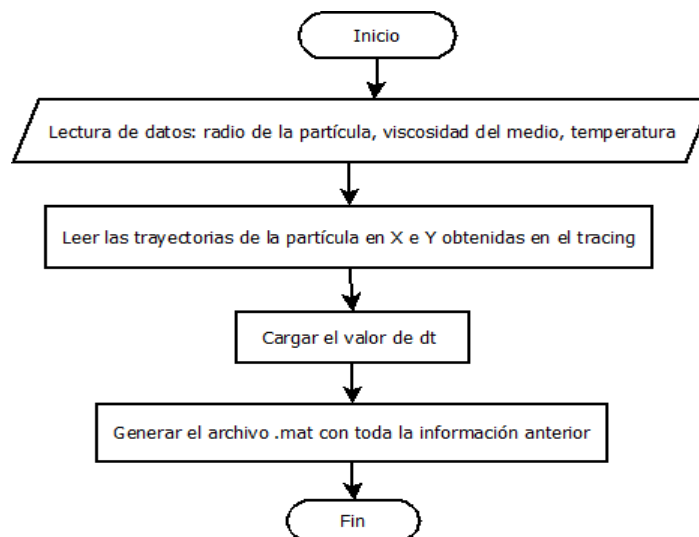 Inicio
Lectura de datos: radio de la partícula, viscosidad del medio, temperatura
Leer las trayectorias de la partícula en X e Y obtenidas en el tracing
Cargar el valor de dt
Generar el archivo .mat con toda la información anterior
Fin